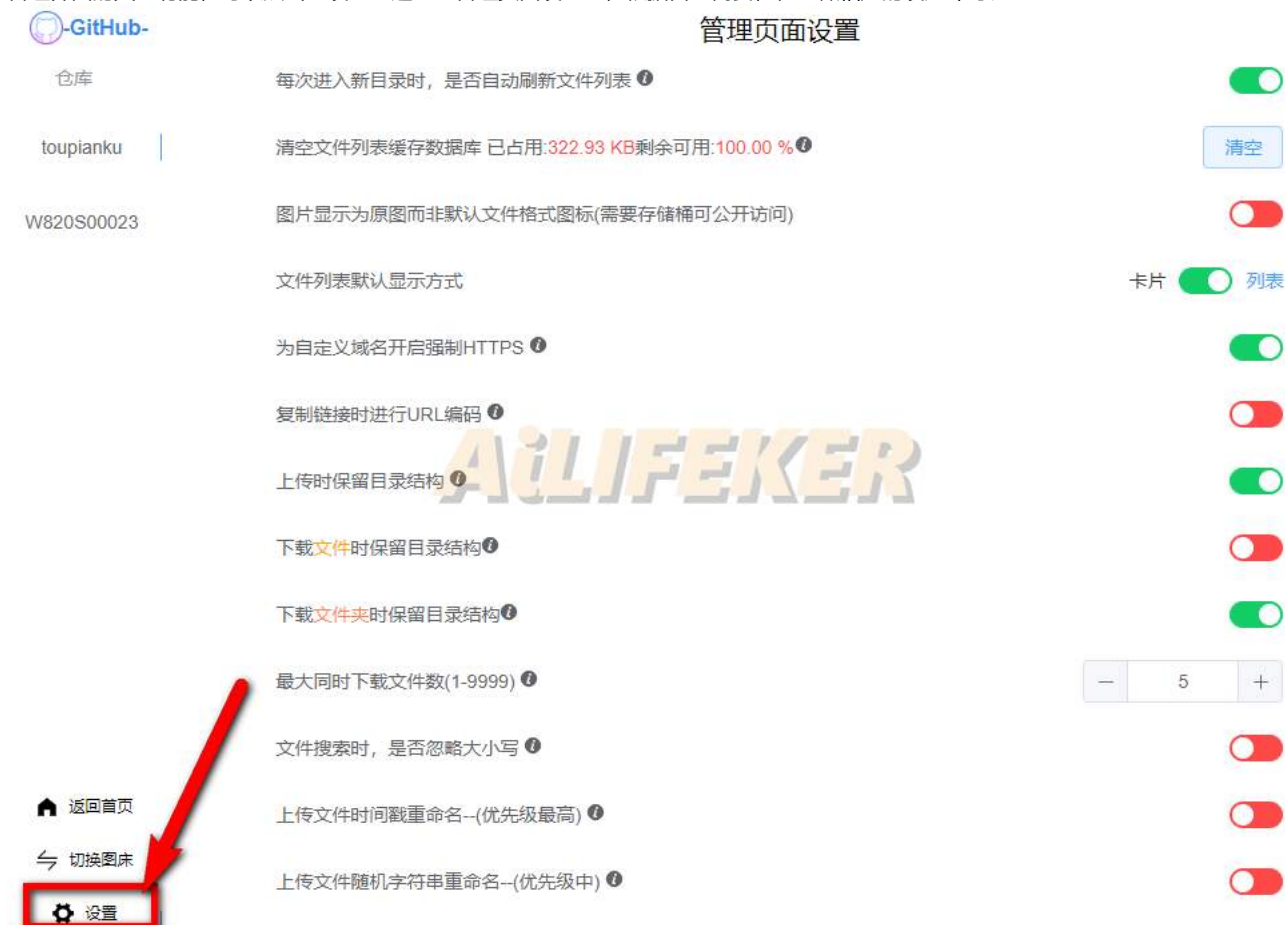 -GitHub-
管理页面设置
仓库
每次进入新目录时，是否自动刷新文件列表
toupianku
清空文件列表缓存数据库 已占用:322.93 KB剩余可用:100.00 %
清空
W820S00023
图片显示为原图而非默认文件格式图标(需要存储桶可公开访问)
文件列表默认显示方式
卡片 列表
为自定义域名开启强制HTTPS
复制链接时进行URL编码
AiLIFEKER
上传时保留目录结构
下载文件时保留目录结构
下载文件夹时保留目录结构
最大同时下载文件数(1-9999)
5
文件搜索时，是否忽略大小写
返回首页
上传文件时间戳重命名--(优先级最高)
切换图床
上传文件随机字符串重命名--(优先级中)
设置